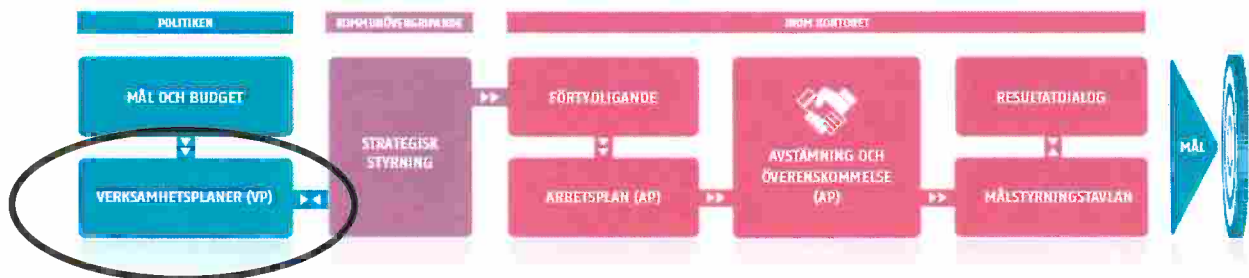 POLITIKEN
KOMMUNÖVERGRIPANDE
INOM KONTORET
MÅL OCH BUDGET
VERKSAMHETSPLANER (VP)
STRATEGISK
STYRNING
FÖRTYDLIGANDE
ARBETSPLAN (AP)
AVSTÄMNING OCH
ÖVERENSKOMMELSE
(AP)
RESULTATDIALOG
MÅLSTYRNINGSTAVLAN
MÅL